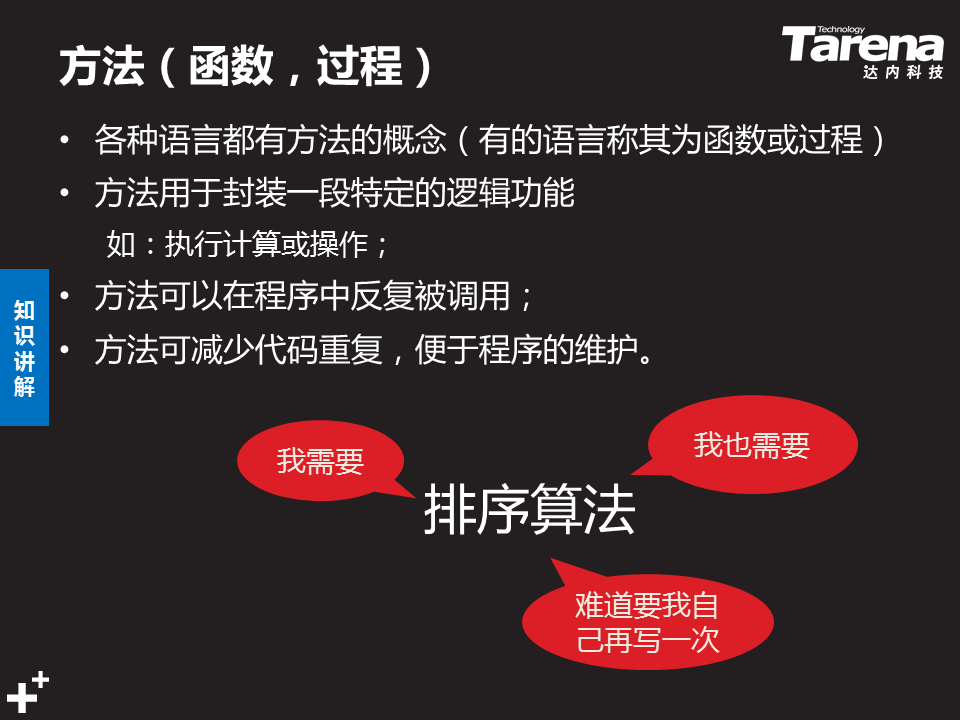 方法（函数，过程）
Technology
Tarena
达内科技
• 各种语言都有方法的概念（有的语言称其为函数或过程）
• 方法用于封装一段特定的逻辑功能
如：执行计算或操作；
• 方法可以在程序中反复被调用；
• 方法可减少代码重复，便于程序的维护。
知识讲解
我需要
我也需要
排序算法
难道要我自
己再写一次